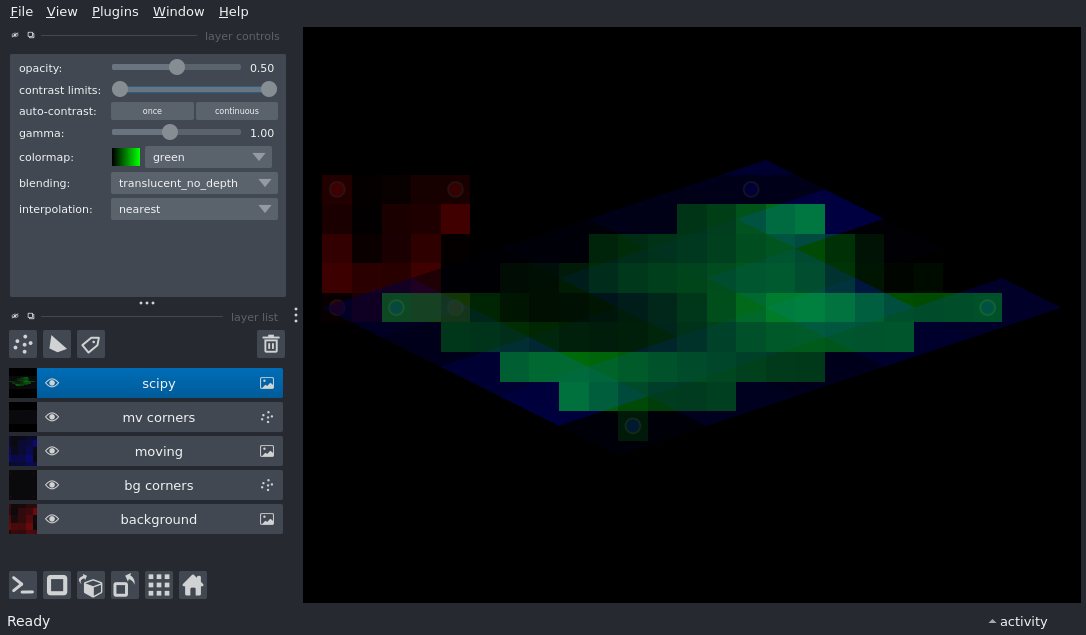 File View Plugins Window Help
layer controls
opacity: 0.50
contrast limits:
auto-contrast: once continuous
gamma: 1.00
colormap: green
blending: translucent_no_depth
interpolation: nearest
layer list
scipy
mv corners
moving
bg corners
background
Ready
activity